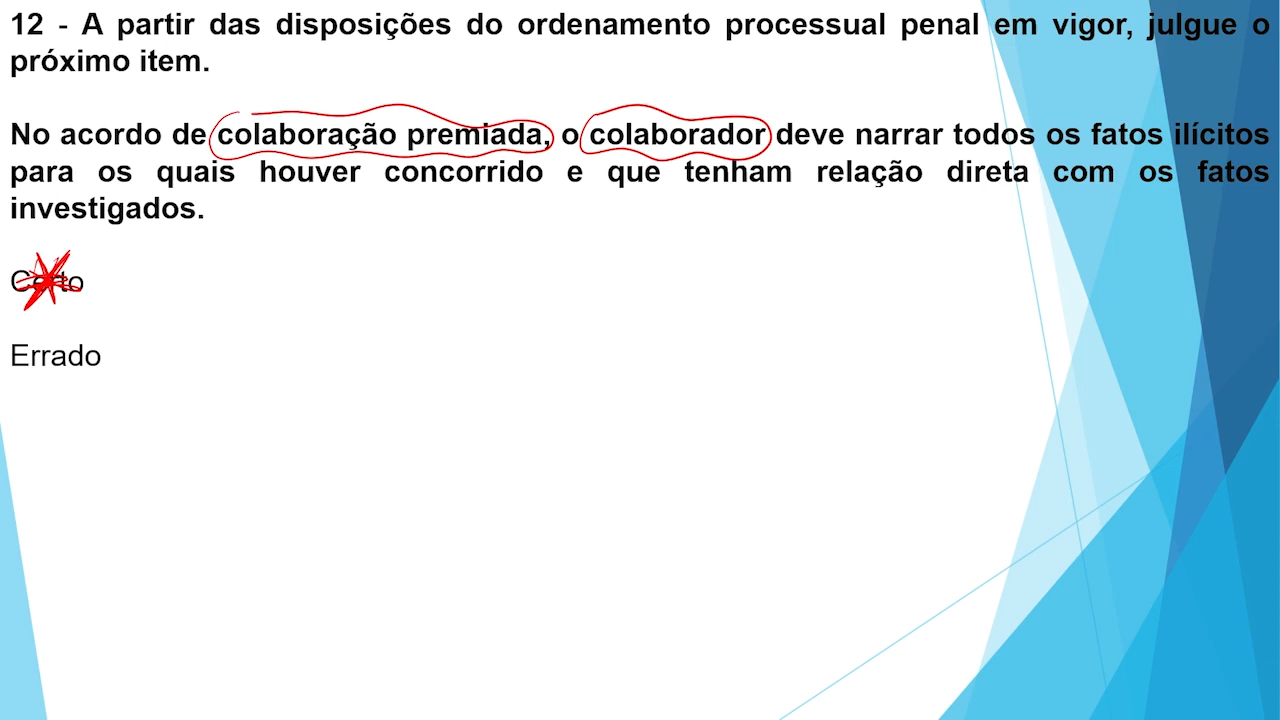 12 - A partir das disposições do ordenamento processual penal em vigor, julgue o
próximo item.
No acordo de colaboração premiada, o colaborador deve narrar todos os fatos ilícitos
para os quais houver concorrido e que tenham relação direta com os fatos
investigados.
Certo
Errado